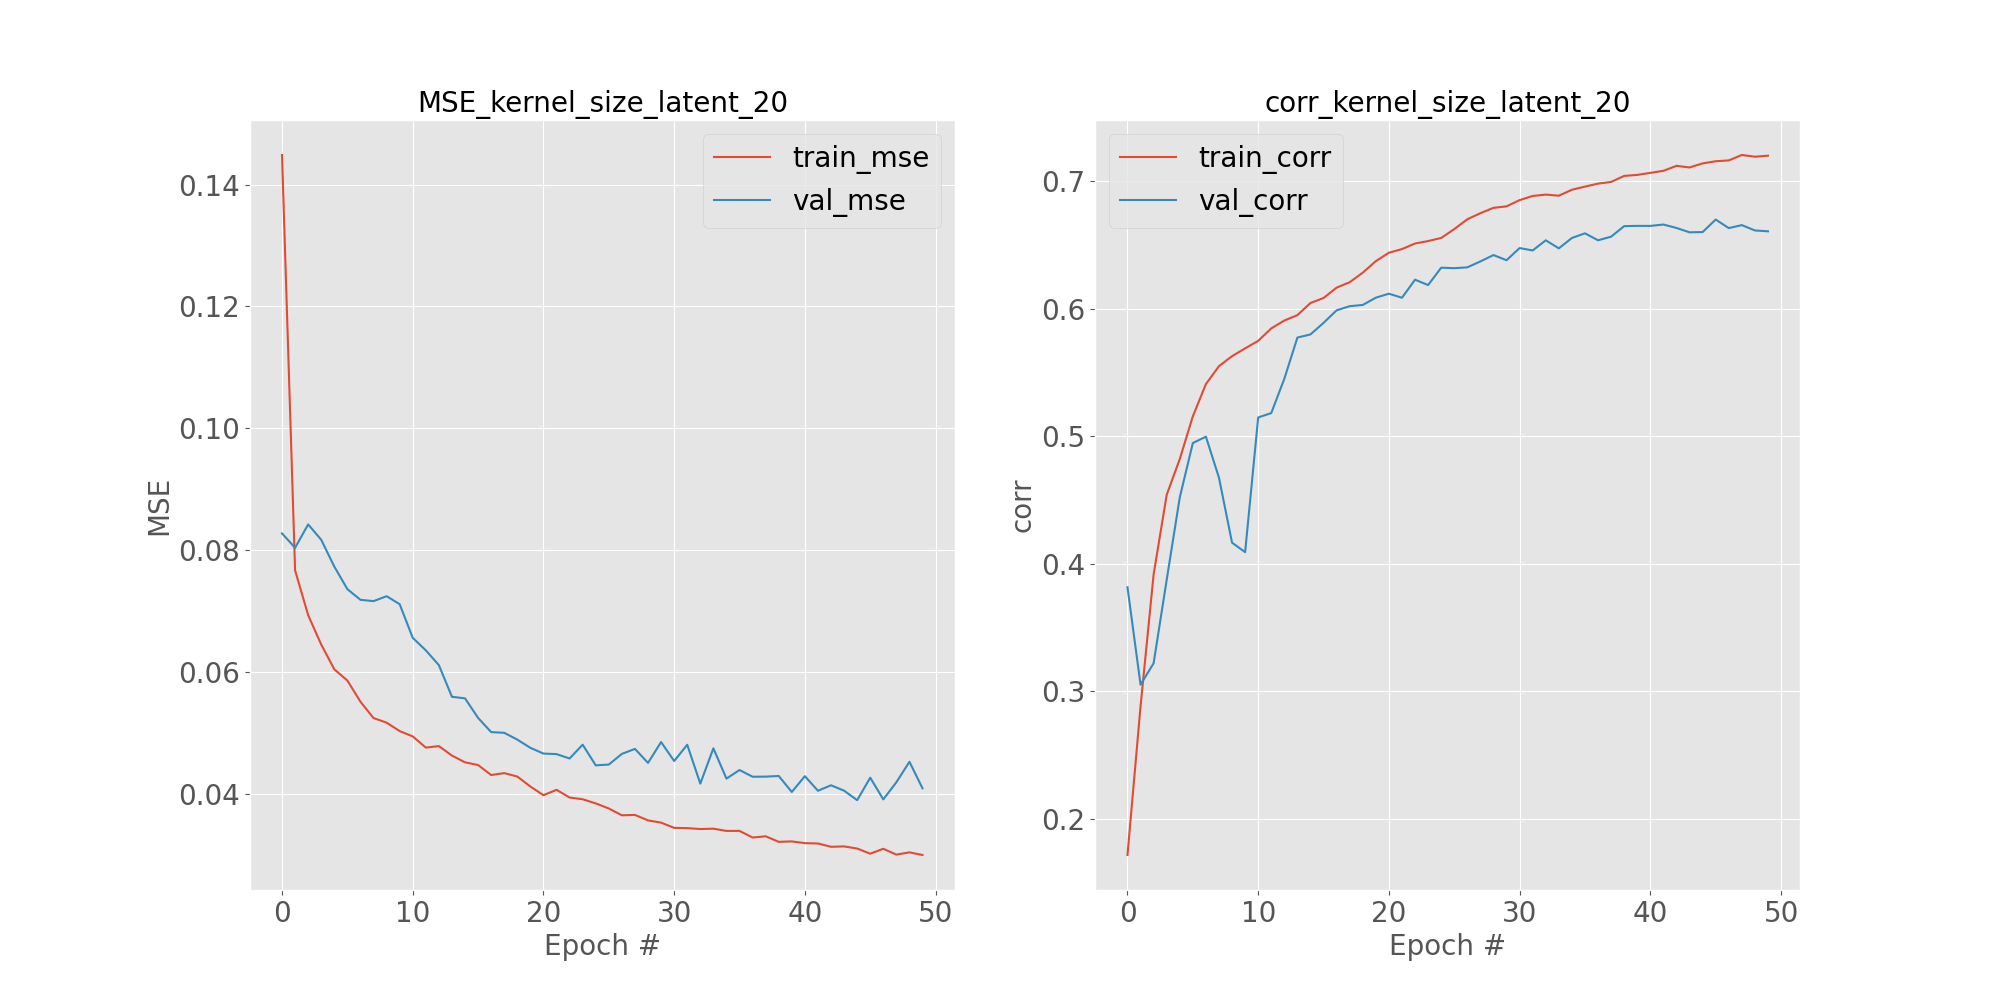 MSE_kernel_size_latent_20
train_mse
val_mse
0.14
0.12
0.10
0.08
0.06
0.04
MSE
0 10 20 30 40 50
Epoch #
corr_kernel_size_latent_20
train_corr
val_corr
0.7
0.6
0.5
0.4
0.3
0.2
corr
0 10 20 30 40 50
Epoch #